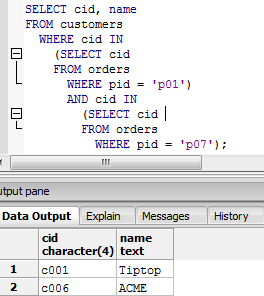 SELECT cid, name
FROM customers
WHERE cid IN
(SELECT cid
FROM orders
WHERE pid = 'p01')
AND cid IN
(SELECT cid
FROM orders
WHERE pid = 'p07');
utput pane
Data Output Explain Messages History
cid name
character(4) text
1 c001 Tiptop
2 c006 ACME